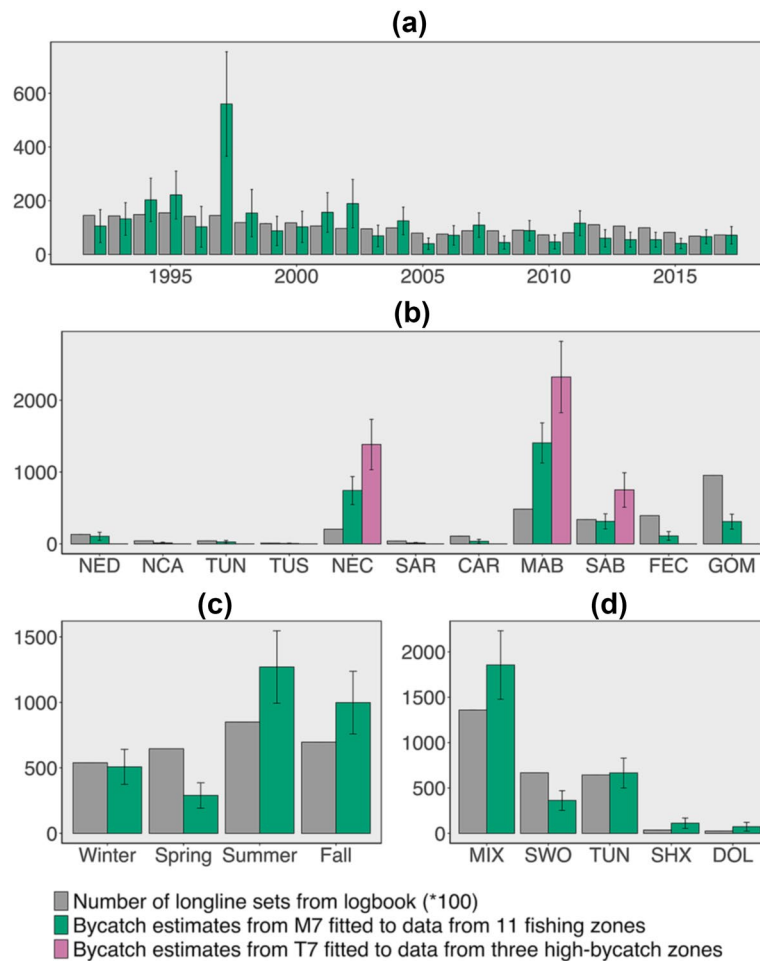 (a)
600
400
200
0
1995 2000 2005 2010 2015
(b)
2000
1000
0
NED NCA TUN TUS NEC SAR CAR MAB SAB FEC GOM
(c) (d)
1500
1000
500
0
Winter Spring Summer Fall
2000
1500
1000
500
0
MIX SWO TUN SHX DOL
Number of longline sets from logbook (*100)
Bycatch estimates from M7 fitted to data from 11 fishing zones
Bycatch estimates from T7 fitted to data from three high-bycatch zones